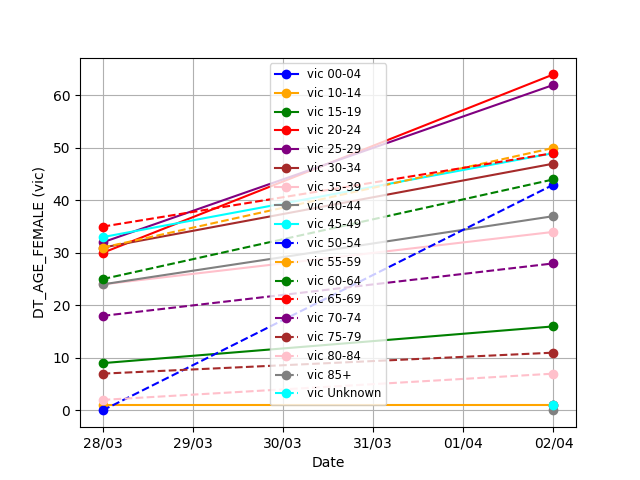 DT_AGE_FEMALE (vic)
60
50
40
30
20
10
0
vic 00-04
vic 10-14
vic 15-19
vic 20-24
vic 25-29
vic 30-34
vic 35-39
vic 40-44
vic 45-49
vic 50-54
vic 55-59
vic 60-64
vic 65-69
vic 70-74
vic 75-79
vic 80-84
vic 85+
vic Unknown
28/03 29/03 30/03 31/03 01/04 02/04
Date